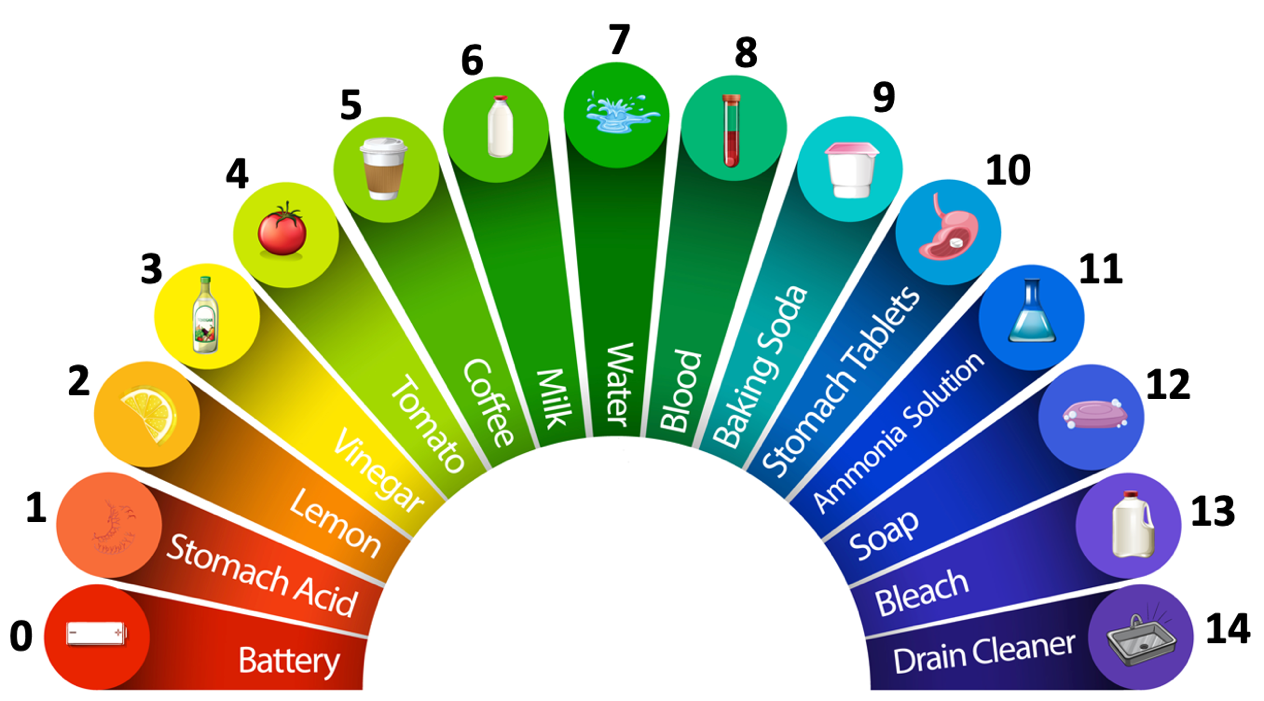 0
1
2
3
4
5
6
7
8
9
10
11
12
13
14
Battery
Stomach Acid
Lemon
Vinegar
Tomato
Coffee
Milk
Water
Blood
Baking Soda
Stomach Tablets
Ammonia Solution
Soap
Bleach
Drain Cleaner